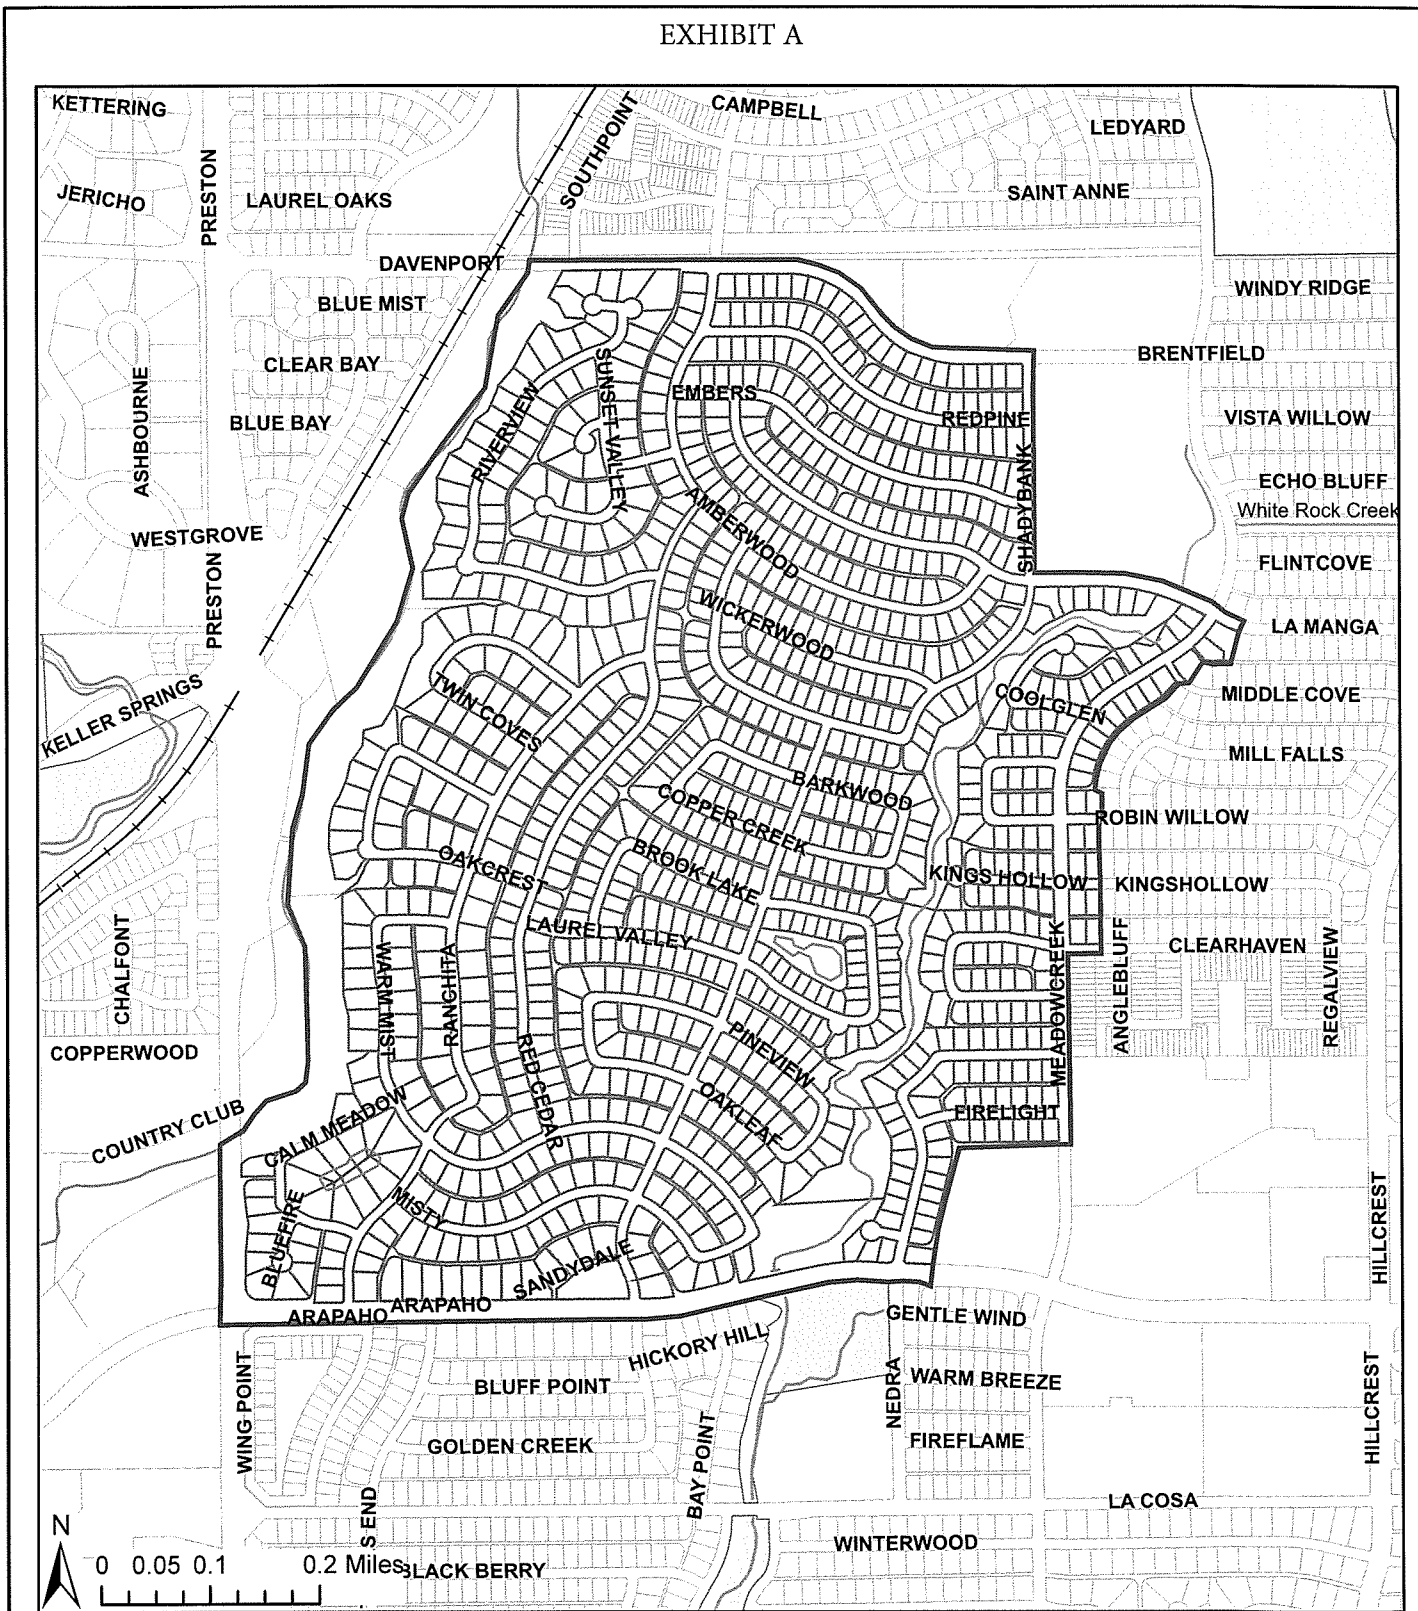 EXHIBIT A
KETTERING
CAMPBELL
LEDYARD
SOUTHPOINT
PRESTON
JERICHO
LAUREL OAKS
SAINT ANNE
DAVENPORT
WINDY RIDGE
BLUE MIST
BRENTFIELD
CLEAR BAY
SUNSET VALLEY
EMBERS
REDPINE
VISTA WILLOW
ASHBOURNE
BLUE BAY
RIVERVIEW
SHADYBANK
ECHO BLUFF
White Rock Creek
AMBERWOOD
WESTGROVE
FLINTCOVE
PRESTON
WICKERWOOD
LA MANGA
KELLER SPRINGS
TWIN COVES
COOLGLEN
MIDDLE COVE
MILL FALLS
BARKWOOD
COPPER CREEK
ROBIN WILLOW
OAKCREST
BROOK LAKE
KINGS HOLLOW
KINGSHOLLOW
CHALFONT
LAUREL VALLEY
CLEARHAVEN
WARM MIST
RANCHITA
MEADOWCREEK
ANGLEBLUFF
REGALVIEW
COPPERWOOD
RED CEDAR
PINEVIEW
OAKLEAF
FIRELIGHT
COUNTRY CLUB
CALM MEADOW
MISTY
BLUEFIRE
HILLCREST
SANDYDALE
ARAPAHO
ARAPAHO
GENTLE WIND
HICKORY HILL
WING POINT
BLUFF POINT
NEDRA
WARM BREEZE
HILLCREST
GOLDEN CREEK
BAY POINT
FIREFLAME
LA COSA
S END
WINTERWOOD
N
0 0.05 0.1 0.2 Miles
BLACK BERRY